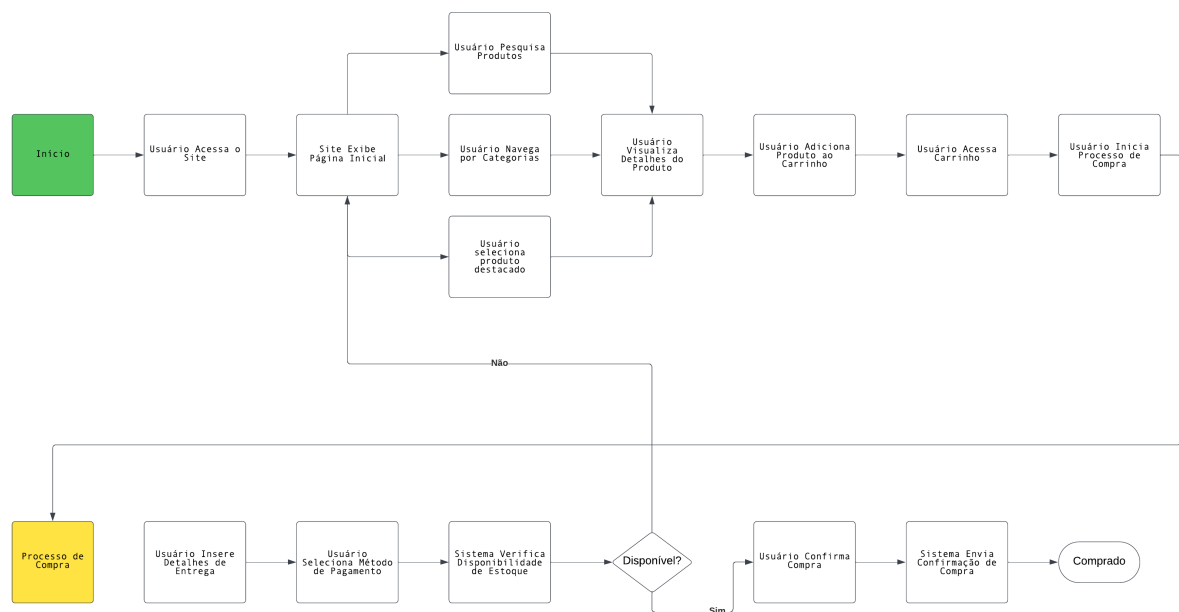 Usuário Pesquisa
Produtos
Início
Usuário Acessa o
Site
Site Exibe
Página Inicial
Usuário Navega
por Categorias
Usuário
Visualiza
Detalhes do
Produto
Usuário Adiciona
Produto ao
Carrinho
Usuário Acessa
Carrinho
Usuário Inicia
Processo de
Compra
Usuário
seleciona
produto
destacado
Não
Processo de
Compra
Usuário Insere
Detalhes de
Entrega
Usuário
Seleciona Método
de Pagamento
Sistema Verifica
Disponibilidade
de Estoque
Disponível?
Sim
Usuário Confirma
Compra
Sistema Envia
Confirmação de
Compra
Comprado